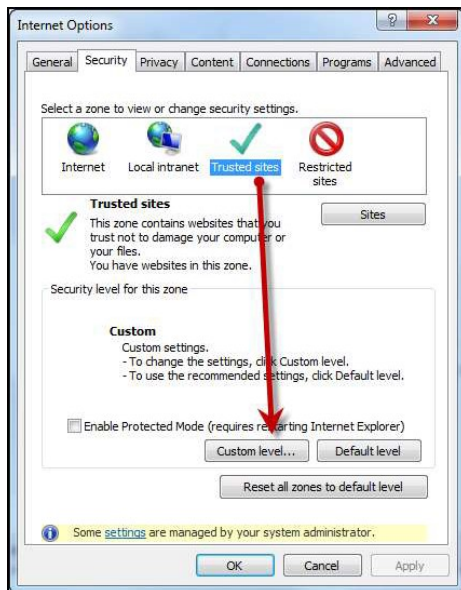 Internet Options
General Security Privacy Content Connections Programs Advanced
Select a zone to view or change security settings.
Internet Local intranet Trusted sites Restricted
sites
Trusted sites
Sites
This zone contains websites that you
trust not to damage your computer or
your files.
You have websites in this zone.
Security level for this zone
Custom
Custom settings.
- To change the settings, click Custom level.
- To use the recommended settings, click Default level.
Enable Protected Mode (requires restarting Internet Explorer)
Custom level... Default level
Reset all zones to default level
Some settings are managed by your system administrator.
OK Cancel Apply